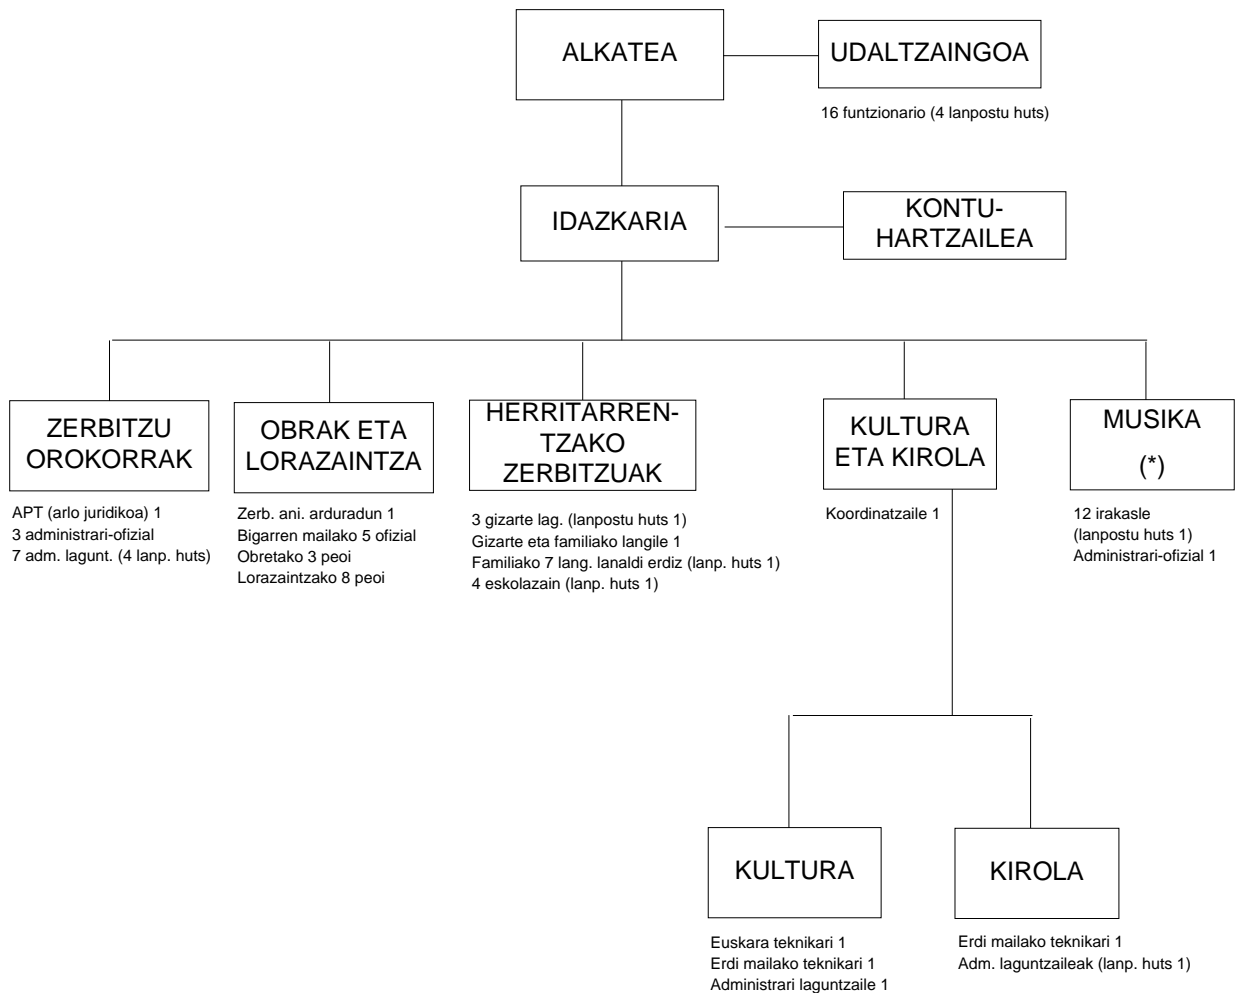 ALKATEA
UDALTZAINGOA
16 funtzionario (4 lanpostu huts)
IDAZKARIA
KONTU-
HARTZAILEA
ZERBITZU
OROKORRAK
APT (arlo juridikoa) 1
3 administrari-ofizial
7 adm. lagunt. (4 lanp. huts)
OBRAK ETA
LORAZAINTZA
Zerb. ani. arduradun 1
Bigarren mailako 5 ofizial
Obretako 3 peoi
Lorazaintzako 8 peoi
HERRITARREN-
TZAKO
ZERBITZUAK
3 gizarte lag. (lanpostu huts 1)
Gizarte eta familiako langile 1
Familiako 7 lang. lanaldi erdiz (lanp. huts 1)
4 eskolazain (lanp. huts 1)
KULTURA
ETA KIROLA
Koordinatzaile 1
MUSIKA
(*)
12 irakasle
(lanpostu huts 1)
Administrari-ofizial 1
KULTURA
Euskara teknikari 1
Erdi mailako teknikari 1
Administrari laguntzaile 1
KIROLA
Erdi mailako teknikari 1
Adm. laguntzaileak (lanp. huts 1)